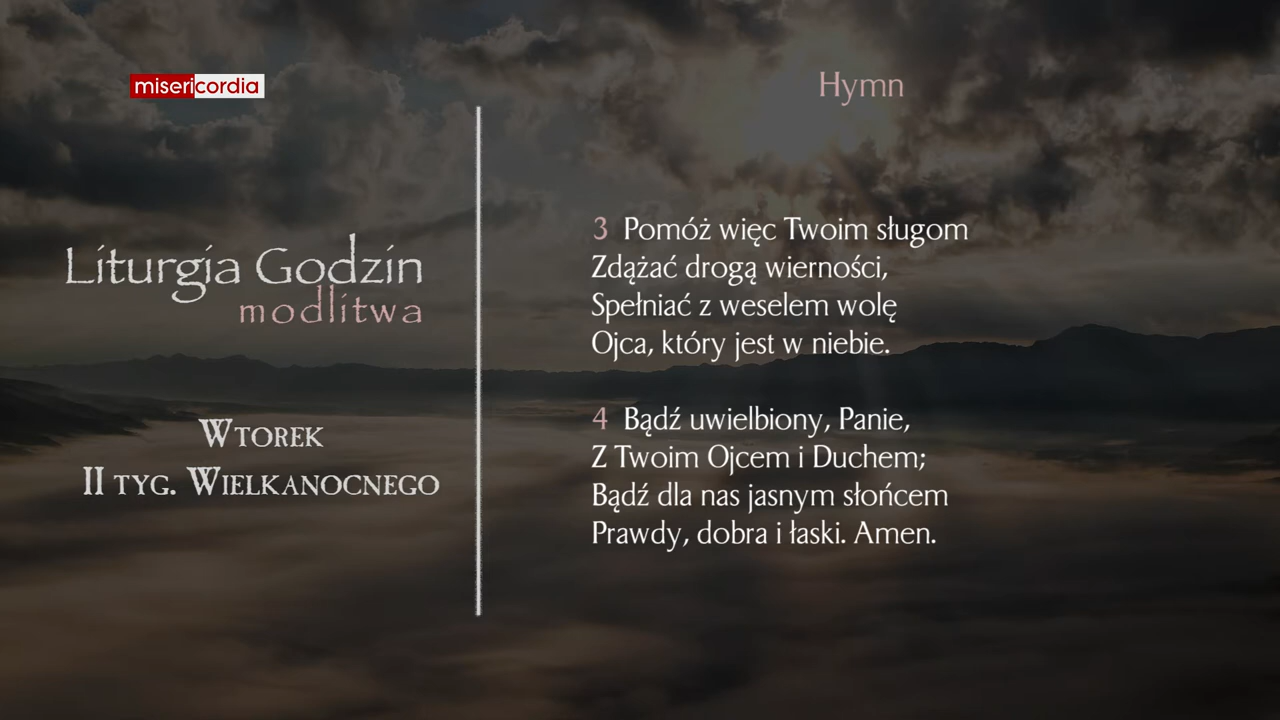 misericordia
Liturgia Godzin
modlitwa
Wtorek
II tyg. Wielkanocnego
Hymn
3 Pomóż więc Twoim sługom
Zdążać drogą wierności,
Spełniać z weselem wolę
Ojca, który jest w niebie.
4 Bądź uwielbiony, Panie,
Z Twoim Ojcem i Duchem;
Bądź dla nas jasnym słońcem
Prawdy, dobra i łaski. Amen.